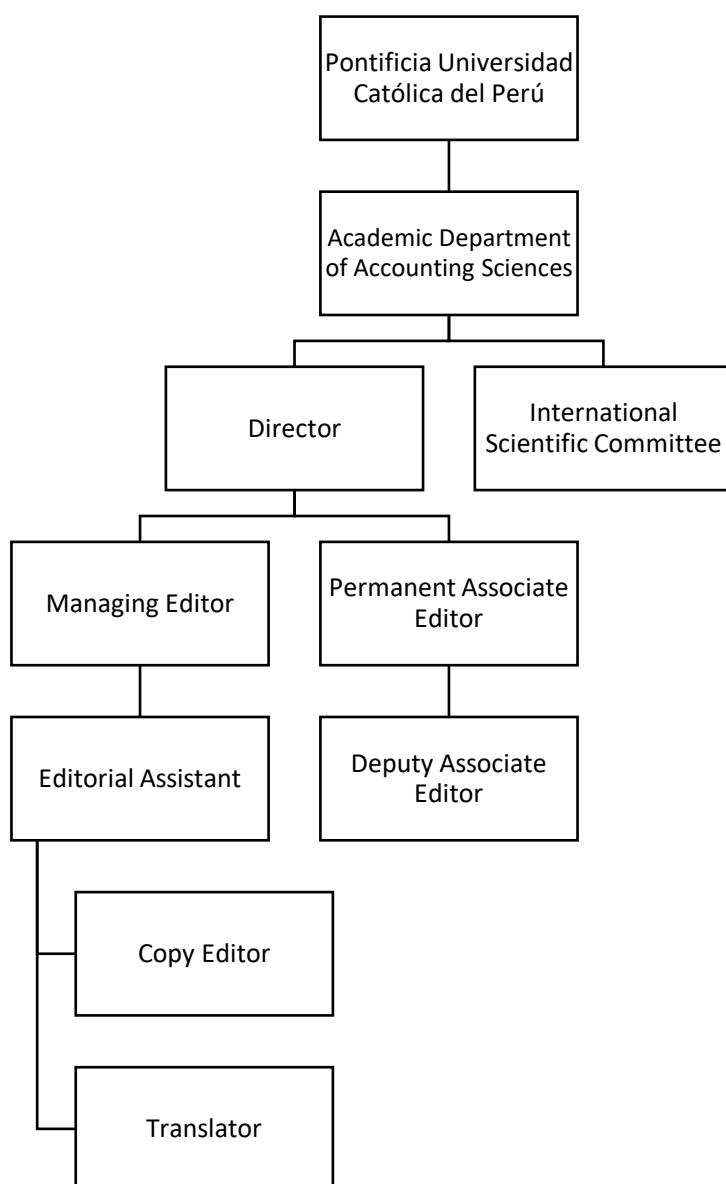 Pontificia Universidad
Católica del Perú
Academic Department
of Accounting Sciences
Director
International
Scientific Committee
Managing Editor
Permanent Associate
Editor
Editorial Assistant
Deputy Associate
Editor
Copy Editor
Translator